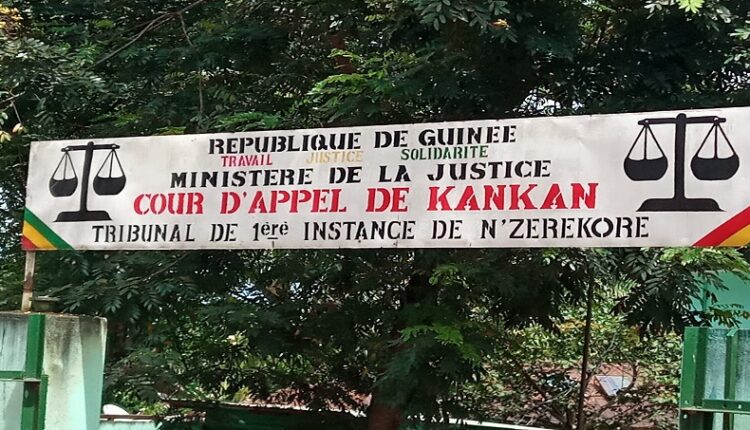 REPUBLIQUE DE GUINEE
TRAVAIL JUSTICE SOLIDARITE
MINISTERE DE LA JUSTICE
COUR D'APPEL DE KANKAN
TRIBUNAL DE 1ère INSTANCE DE N'ZEREKORE